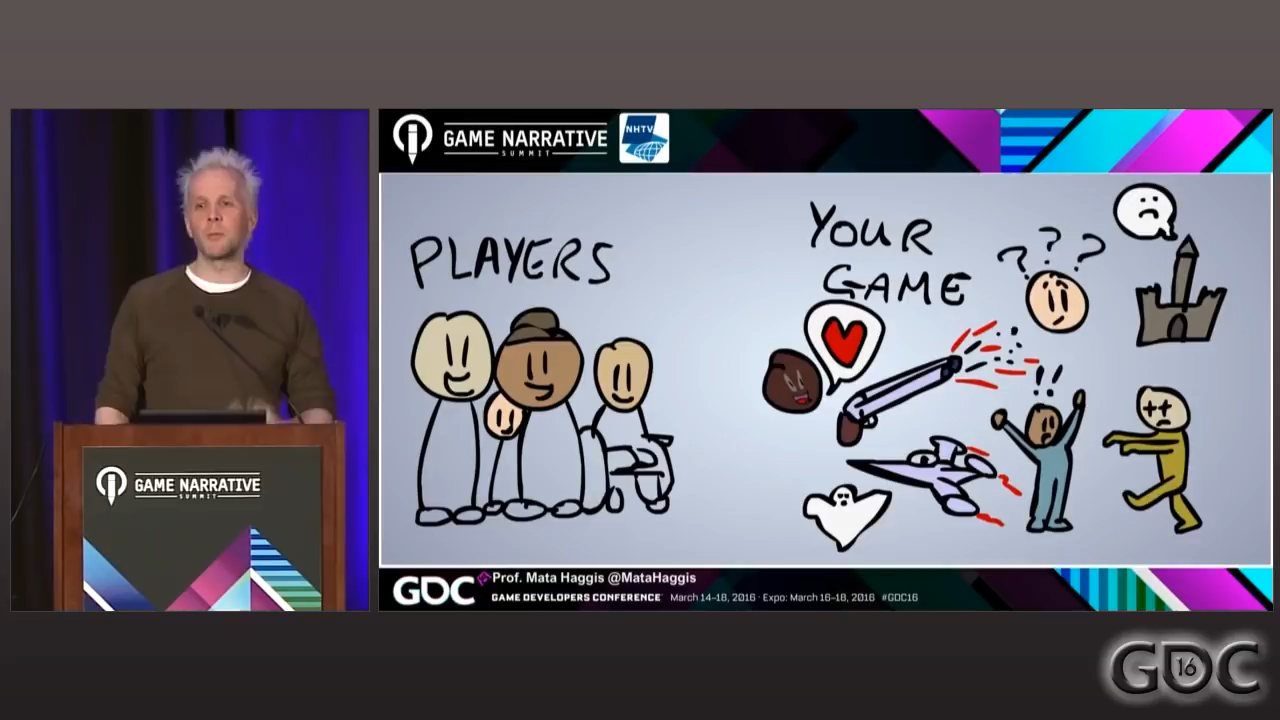 GAME NARRATIVE
SUMMIT
NHTV
PLAYERS
YOUR
GAME
? ? ?
!!
GAME NARRATIVE
SUMMIT
GDC
Prof. Mata Haggis @MataHaggis
GAME DEVELOPERS CONFERENCE March 14–18, 2016 · Expo: March 16–18, 2016 #GDC16
GDC
16